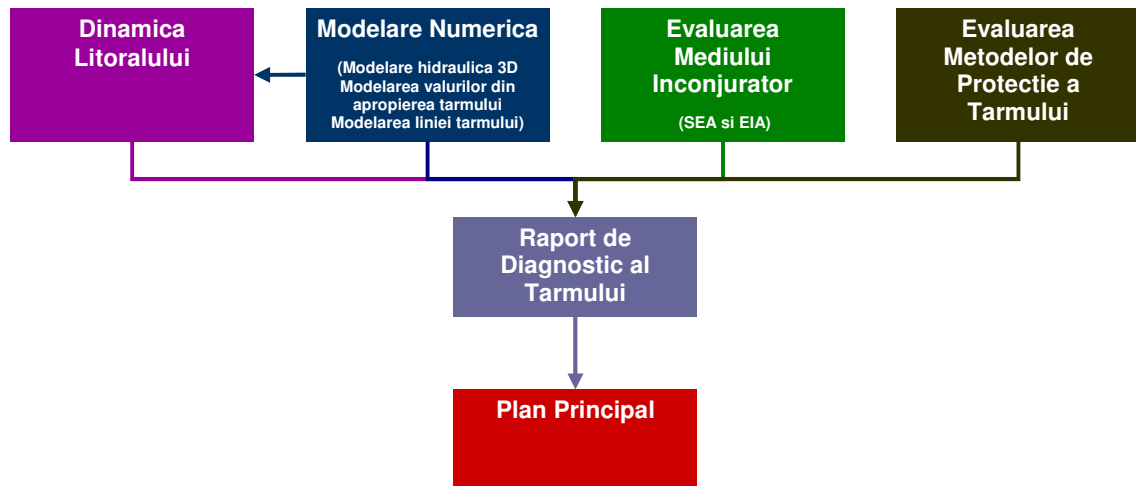 Dinamica
Litoralului
Modelare Numerica
(Modelare hidraulica 3D
Modelarea valurilor din
apropierea tarmului
Modelarea liniei tarmului)
Evaluarea
Mediului
Inconjurator
(SEA si EIA)
Evaluarea
Metodelor de
Protectie a
Tarmului
Raport de
Diagnostic al
Tarmului
Plan Principal